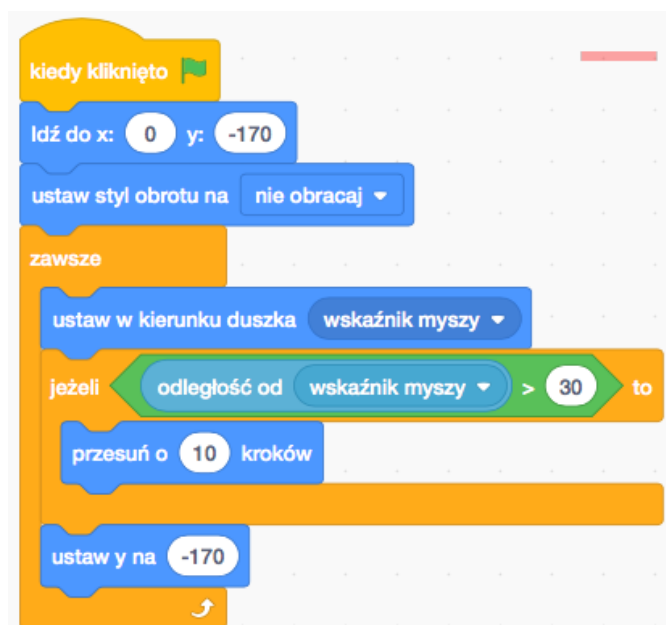 kiedy kliknięto
Idź do x: 0 y: -170
ustaw styl obrotu na nie obracaj
zawsze
ustaw w kierunku duszka wskaźnik myszy
jeżeli odległość od wskaźnik myszy > 30 to
przesuń o 10 kroków
ustaw y na -170